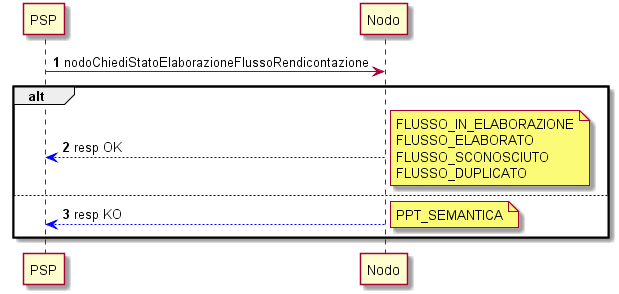 PSP
Nodo
1 nodoChiediStatoElaborazioneFlussoRendicontazione
alt
FLUSSO_IN_ELABORAZIONE
FLUSSO_ELABORATO
2 resp OK
FLUSSO_SCONOSCIUTO
FLUSSO_DUPLICATO
3 resp KO
PPT_SEMANTICA
PSP
Nodo